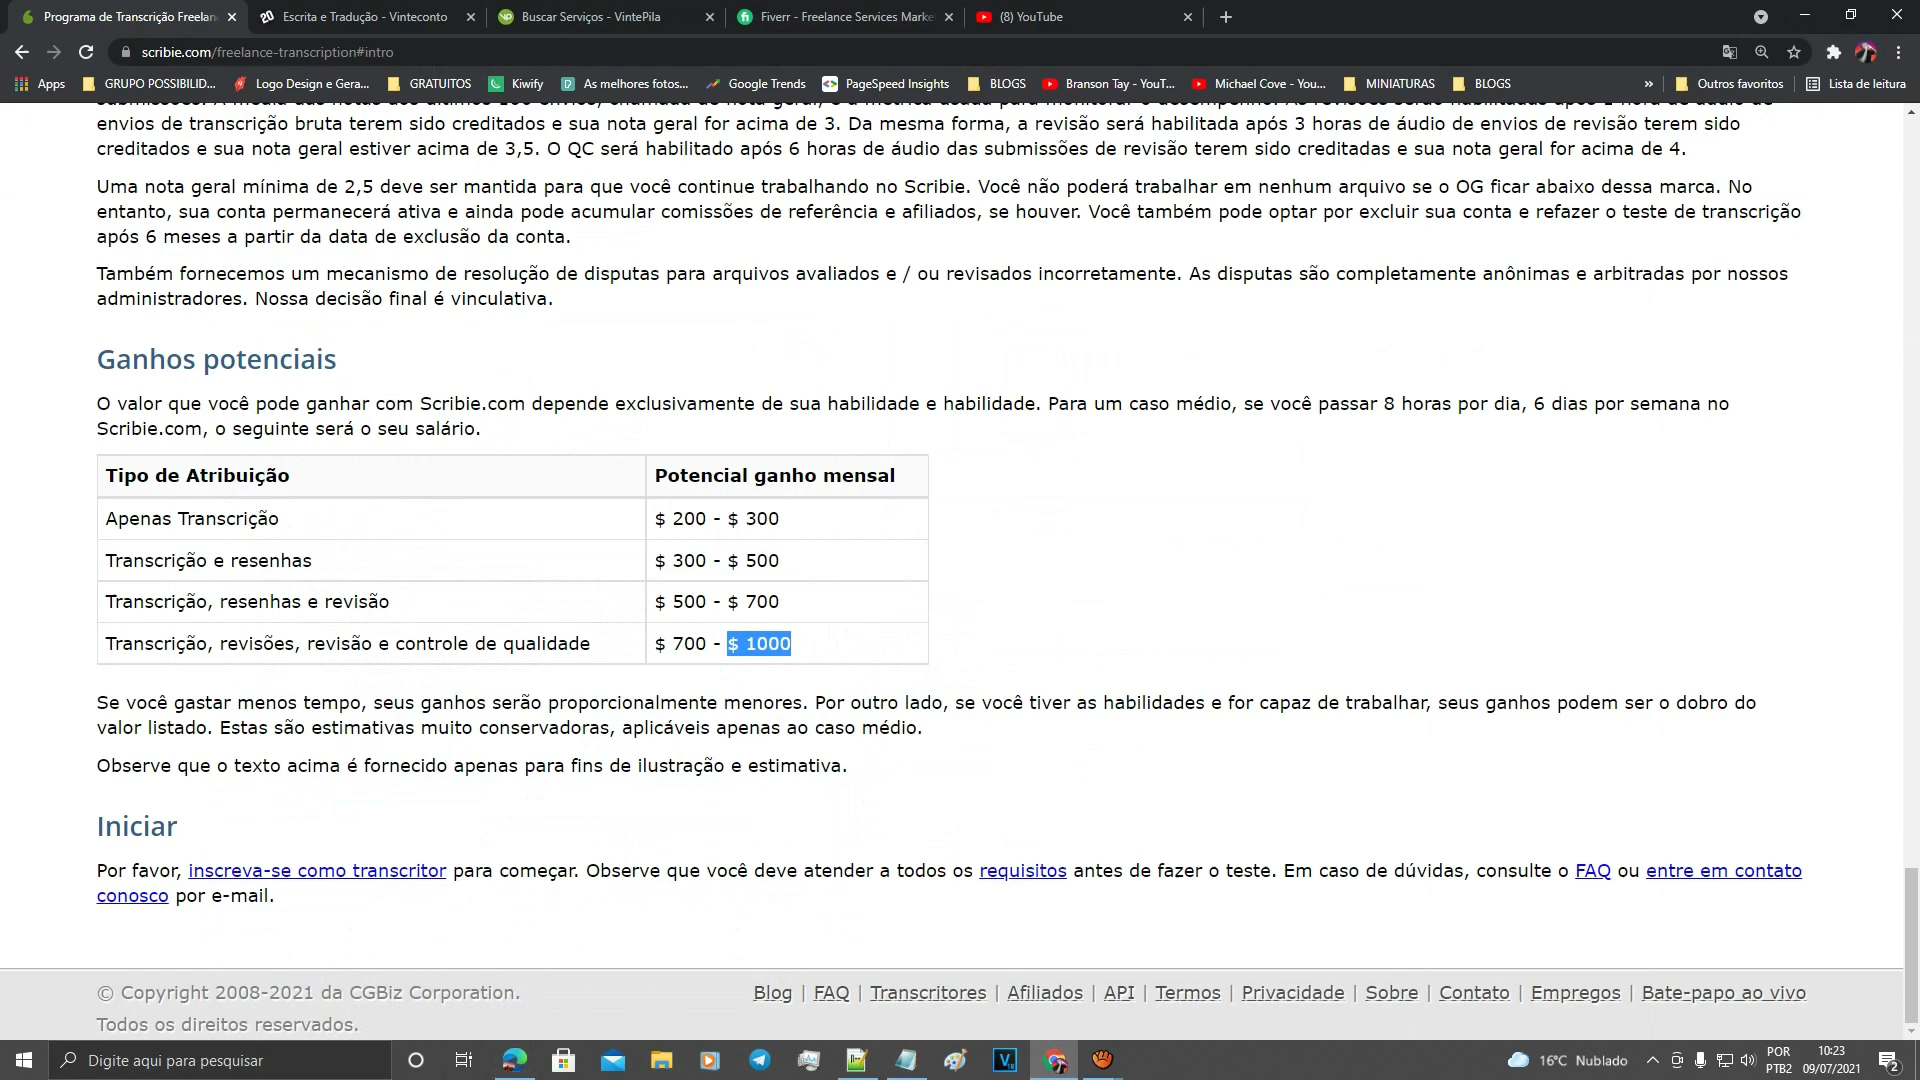 Programa de Transcrição Freelan
Escrita e Tradução - Vinteconto
Buscar Serviços - VintePila
Fiverr - Freelance Services Marke
(8) YouTube
scribie.com/freelance-transcription#intro
Apps
GRUPO POSSIBILID...
Logo Design e Gera...
GRATUITOS
Kiwify
As melhores fotos...
Google Trends
PageSpeed Insights
BLOGS
Branson Tay - YouT...
Michael Cove - You...
MINIATURAS
BLOGS
»
Outros favoritos
Lista de leitura
envios de transcrição bruta terem sido creditados e sua nota geral for acima de 3. Da mesma forma, a revisão será habilitada após 3 horas de áudio de envios de revisão terem sido
creditados e sua nota geral estiver acima de 3,5. O QC será habilitado após 6 horas de áudio das submissões de revisão terem sido creditadas e sua nota geral for acima de 4.
Uma nota geral mínima de 2,5 deve ser mantida para que você continue trabalhando no Scribie. Você não poderá trabalhar em nenhum arquivo se o OG ficar abaixo dessa marca. No
entanto, sua conta permanecerá ativa e ainda pode acumular comissões de referência e afiliados, se houver. Você também pode optar por excluir sua conta e refazer o teste de transcrição
após 6 meses a partir da data de exclusão da conta.
Também fornecemos um mecanismo de resolução de disputas para arquivos avaliados e / ou revisados incorretamente. As disputas são completamente anônimas e arbitradas por nossos
administradores. Nossa decisão final é vinculativa.
Ganhos potenciais
O valor que você pode ganhar com Scribie.com depende exclusivamente de sua habilidade e habilidade. Para um caso médio, se você passar 8 horas por dia, 6 dias por semana no
Scribie.com, o seguinte será o seu salário.
Tipo de Atribuição Potencial ganho mensal
Apenas Transcrição $ 200 - $ 300
Transcrição e resenhas $ 300 - $ 500
Transcrição, resenhas e revisão $ 500 - $ 700
Transcrição, revisões, revisão e controle de qualidade $ 700 - $ 1000
Se você gastar menos tempo, seus ganhos serão proporcionalmente menores. Por outro lado, se você tiver as habilidades e for capaz de trabalhar, seus ganhos podem ser o dobro do
valor listado. Estas são estimativas muito conservadoras, aplicáveis apenas ao caso médio.
Observe que o texto acima é fornecido apenas para fins de ilustração e estimativa.
Iniciar
Por favor, inscreva-se como transcritor para começar. Observe que você deve atender a todos os requisitos antes de fazer o teste. Em caso de dúvidas, consulte o FAQ ou entre em contato
conosco por e-mail.
© Copyright 2008-2021 da CGBiz Corporation.
Todos os direitos reservados.
Blog | FAQ | Transcritores | Afiliados | API | Termos | Privacidade | Sobre | Contato | Empregos | Bate-papo ao vivo
Digite aqui para pesquisar
16°C Nublado
POR
PTB2
10:23
09/07/2021
2